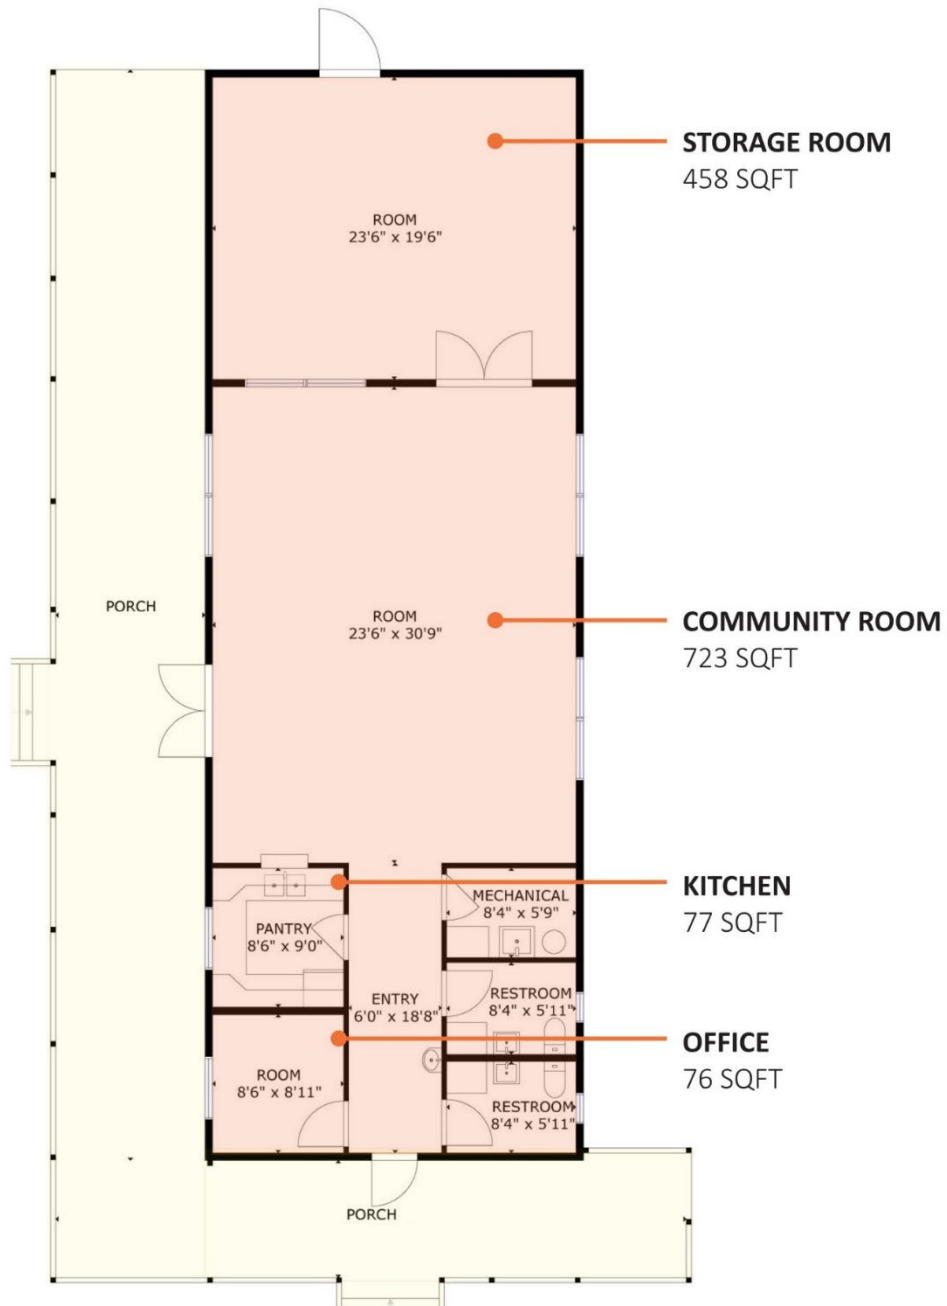 STORAGE ROOM
458 SQFT
ROOM
23'6" x 19'6"
PORCH
ROOM
23'6" x 30'9"
COMMUNITY ROOM
723 SQFT
KITCHEN
77 SQFT
MECHANICAL
8'4" x 5'9"
PANTRY
8'6" x 9'0"
ENTRY
6'0" x 18'8"
RESTROOM
8'4" x 5'11"
OFFICE
76 SQFT
ROOM
8'6" x 8'11"
RESTROOM
8'4" x 5'11"
PORCH